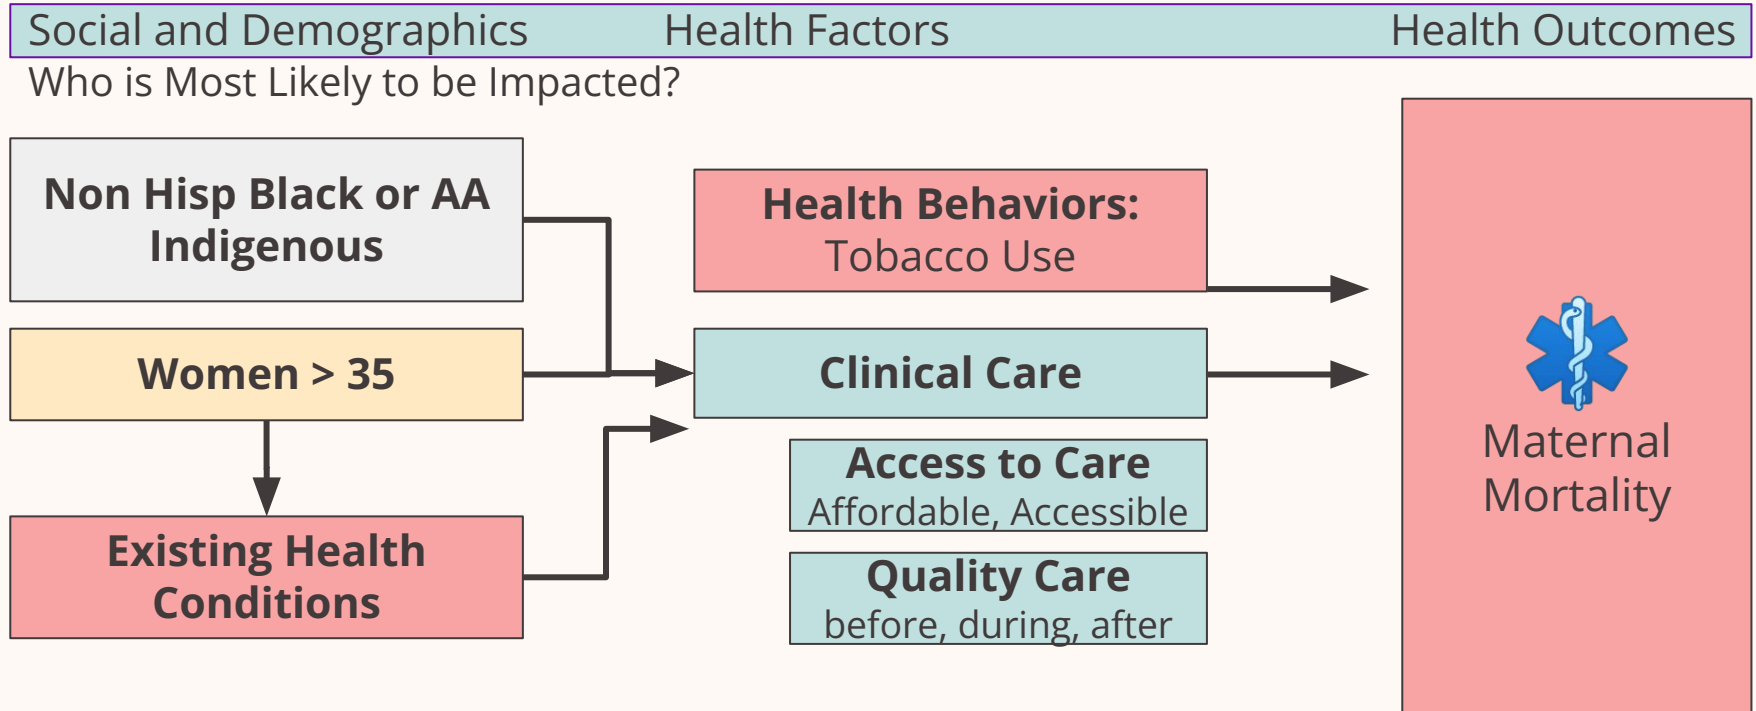 Social and Demographics
Health Factors
Health Outcomes
Who is Most Likely to be Impacted?
Non Hisp Black or AA
Indigenous
Women > 35
Existing Health
Conditions
Health Behaviors:
Tobacco Use
Clinical Care
Access to Care
Affordable, Accessible
Quality Care
before, during, after
Maternal
Mortality